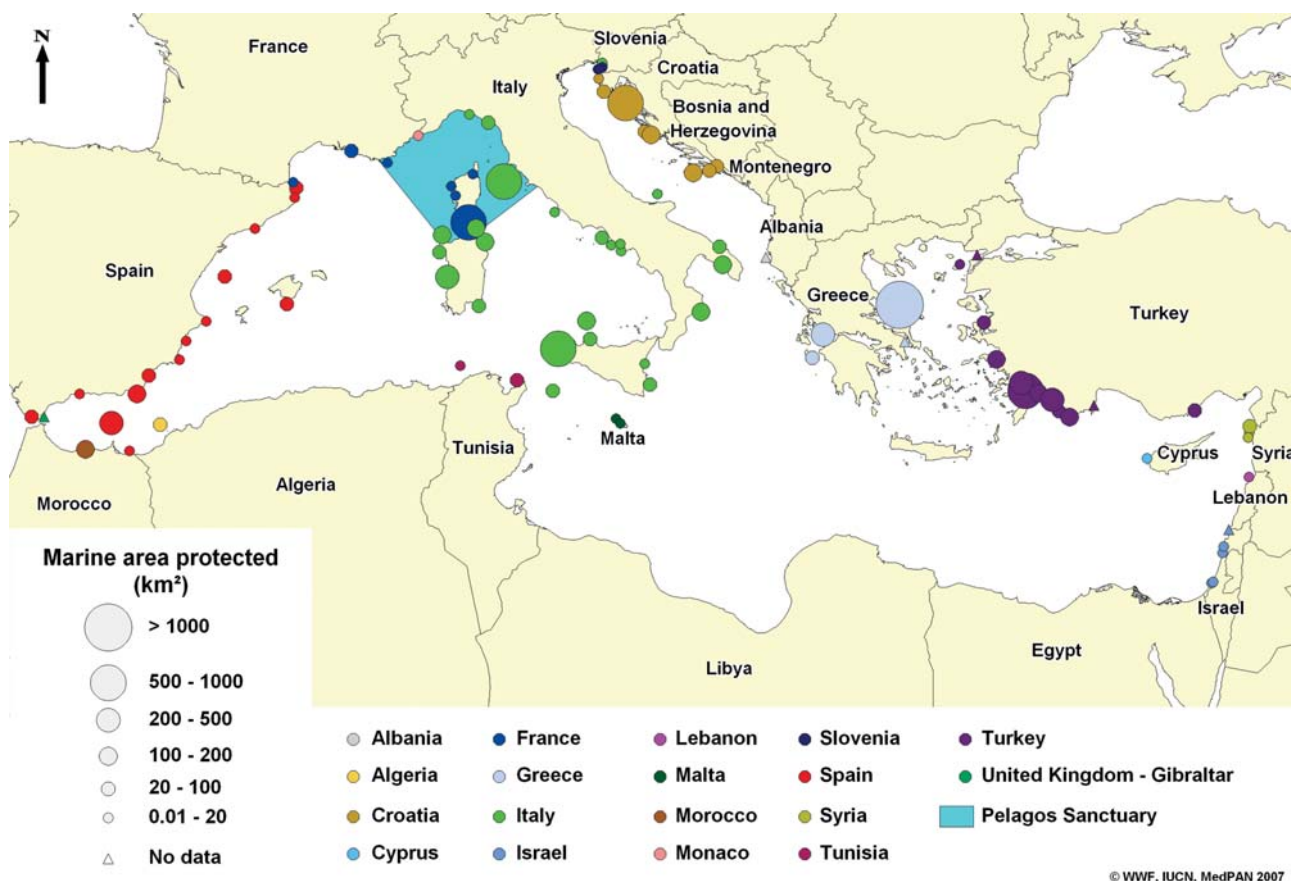 N
France
Slovenia
Croatia
Italy
Bosnia and
Herzegovina
Montenegro
Albania
Spain
Greece
Turkey
Malta
Tunisia
Cyprus
Syria
Algeria
Morocco
Lebanon
Israel
Egypt
Libya
Marine area protected
(km²)
> 1000
500 - 1000
200 - 500
100 - 200
20 - 100
0.01 - 20
No data
Albania
Algeria
Croatia
Cyprus
France
Greece
Italy
Israel
Lebanon
Malta
Morocco
Monaco
Slovenia
Spain
Syria
Tunisia
Turkey
United Kingdom - Gibraltar
Pelagos Sanctuary
© WWF, IUCN, MedPAN 2007